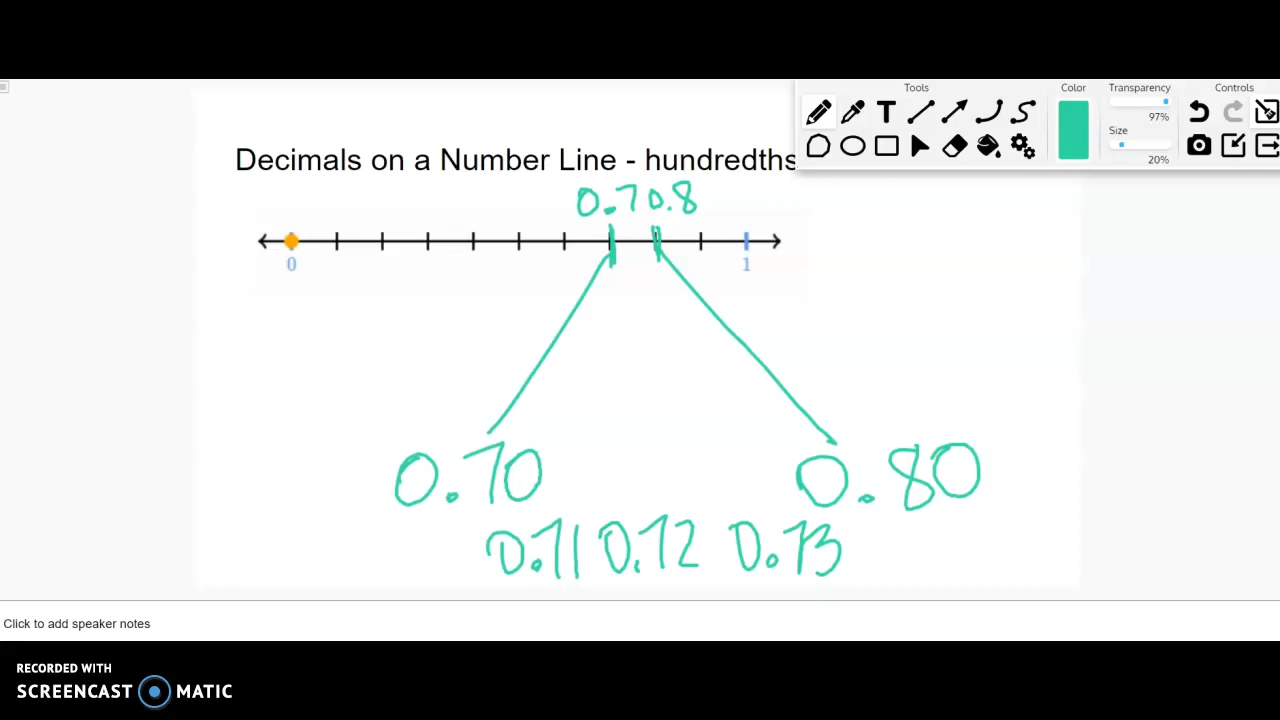 Tools
Color
Transparency
Controls
97%
Size
20%
Decimals on a Number Line - hundredths
0.7 0.8
0 1
0.70 0.80
0.71 0.72 0.73
Click to add speaker notes
RECORDED WITH
SCREENCAST MATIC